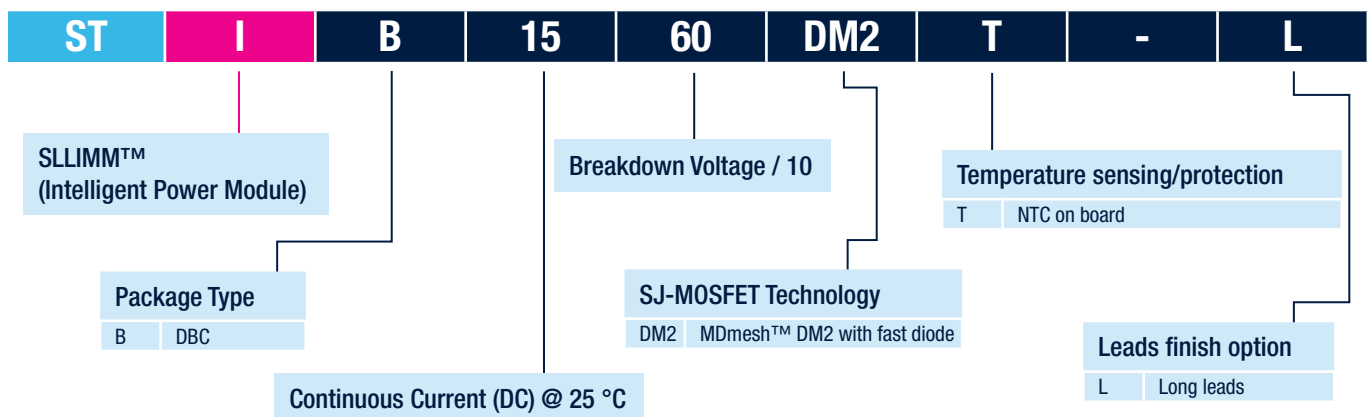 ST I B 15 60 DM2 T - L
SLLIMM™
(Intelligent Power Module)
Breakdown Voltage / 10
Temperature sensing/protection
T NTC on board
Package Type
B DBC
SJ-MOSFET Technology
DM2 MDmesh™ DM2 with fast diode
Leads finish option
L Long leads
Continuous Current (DC) @ 25 °C